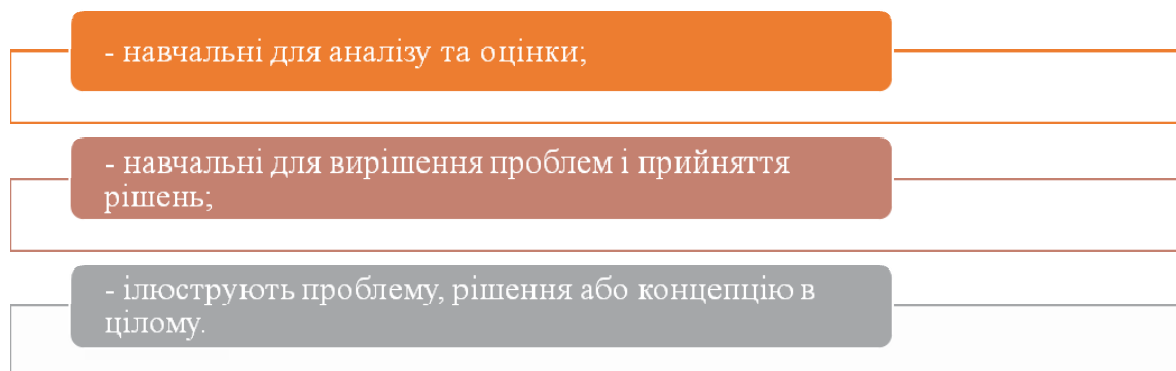 - навчальні для аналізу та оцінки;
- навчальні для вирішення проблем і прийняття
рішень;
- ілюструють проблему, рішення або концепцію в
цілому.